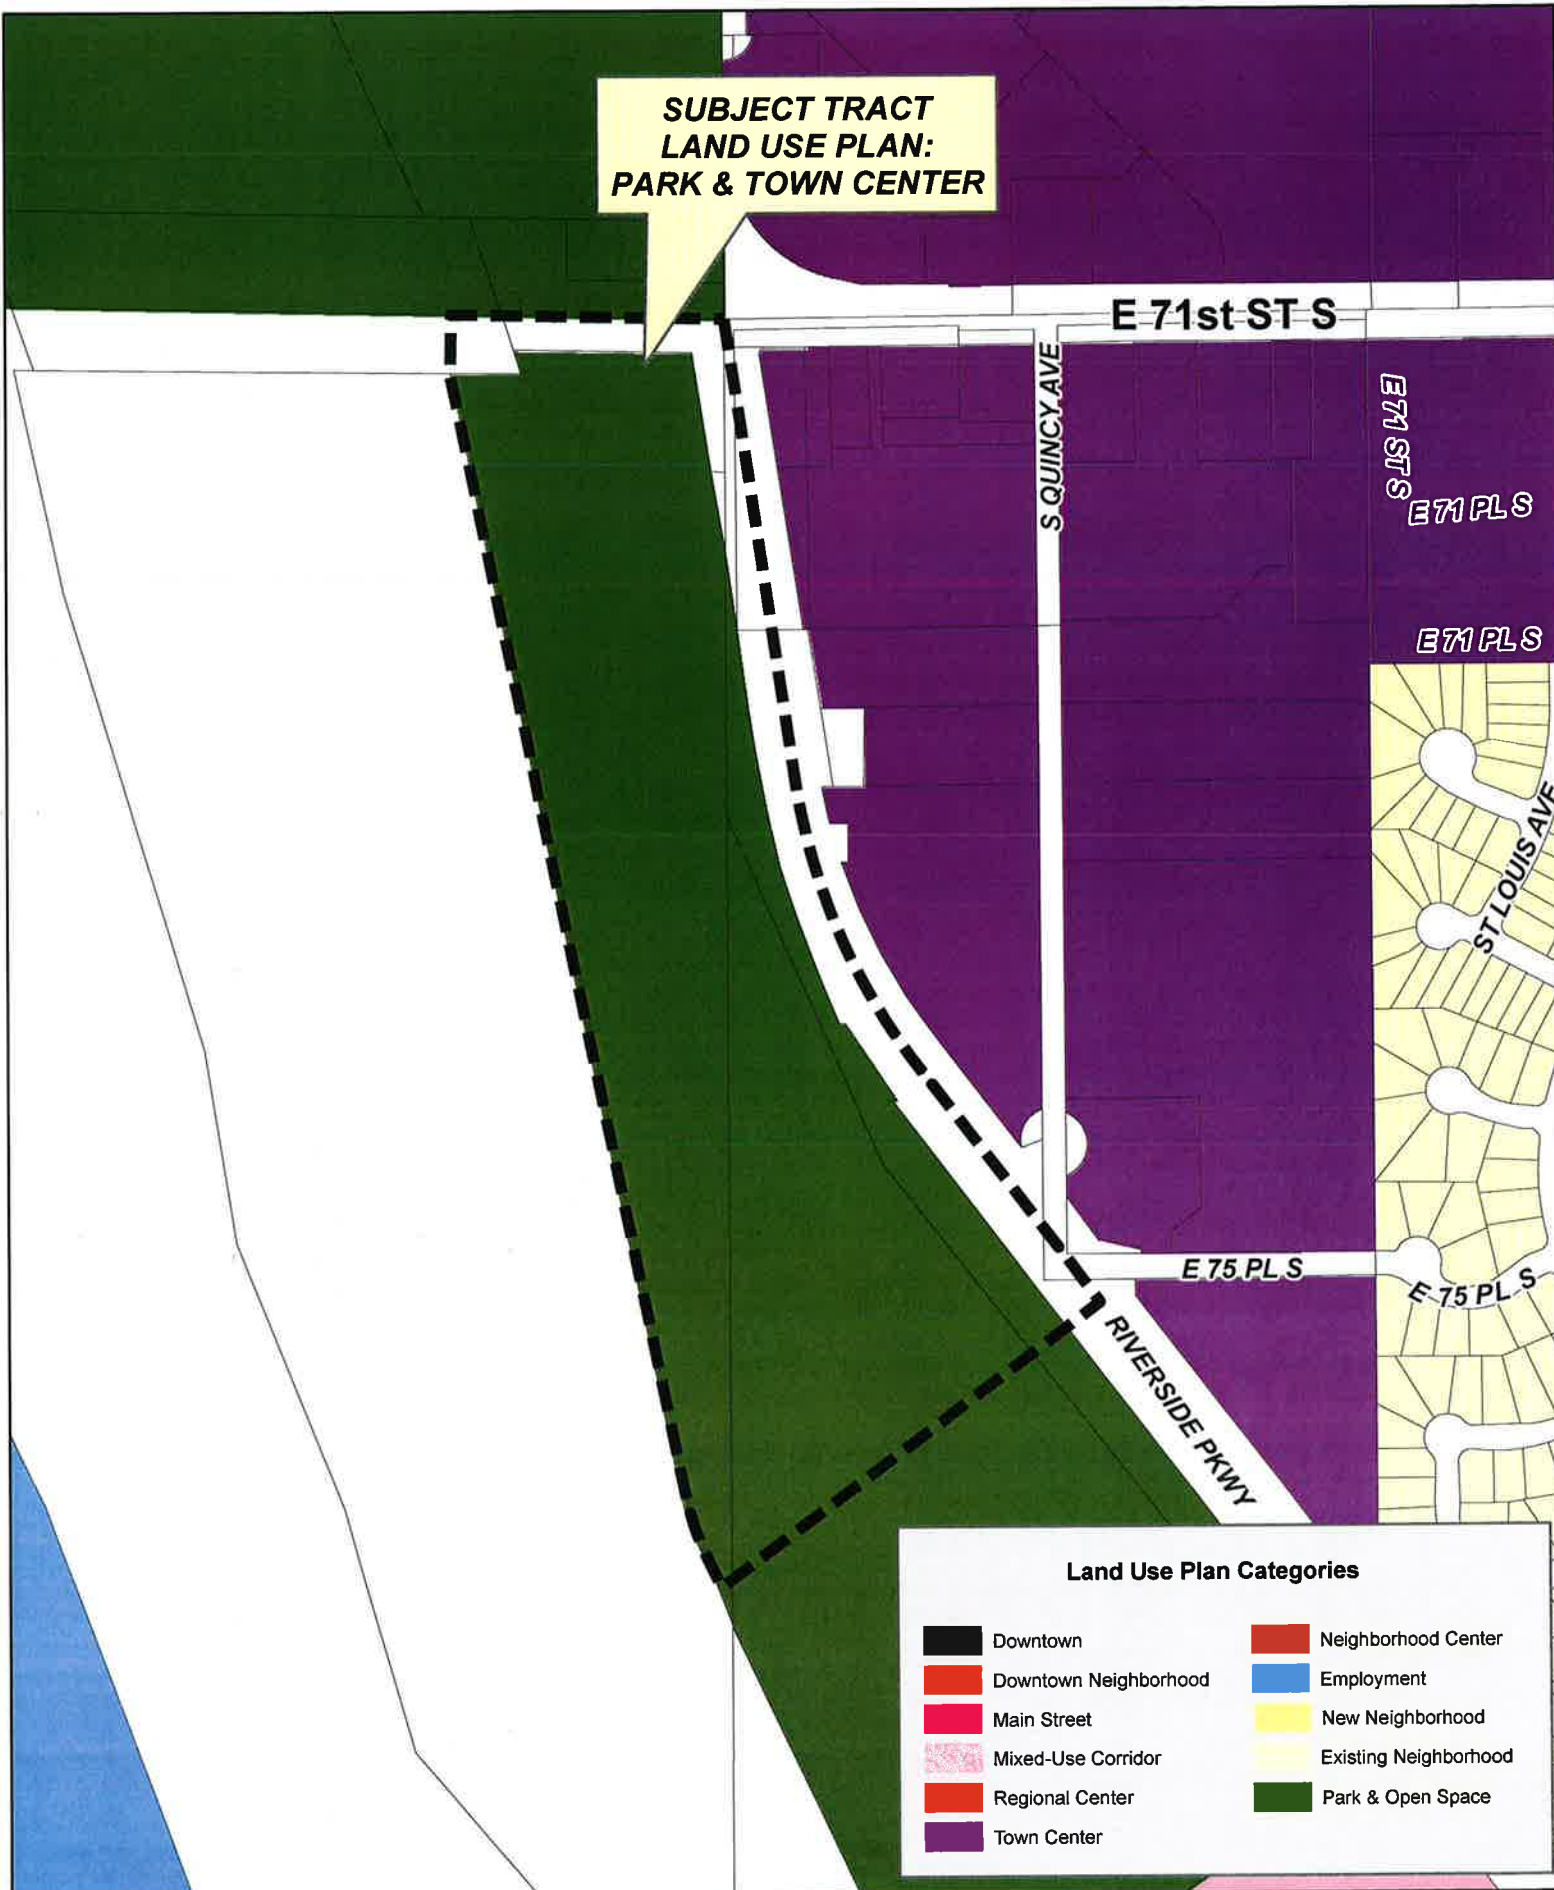 SUBJECT TRACT
LAND USE PLAN:
PARK & TOWN CENTER
E 71st ST S
S QUINCY AVE
E 71 ST S
E 71 PL S
E 71 PL S
ST LOUIS AVE
E 75 PL S
E 75 PL S
RIVERSIDE PKWY
Land Use Plan Categories
Downtown
Downtown Neighborhood
Main Street
Mixed-Use Corridor
Regional Center
Town Center
Neighborhood Center
Employment
New Neighborhood
Existing Neighborhood
Park & Open Space